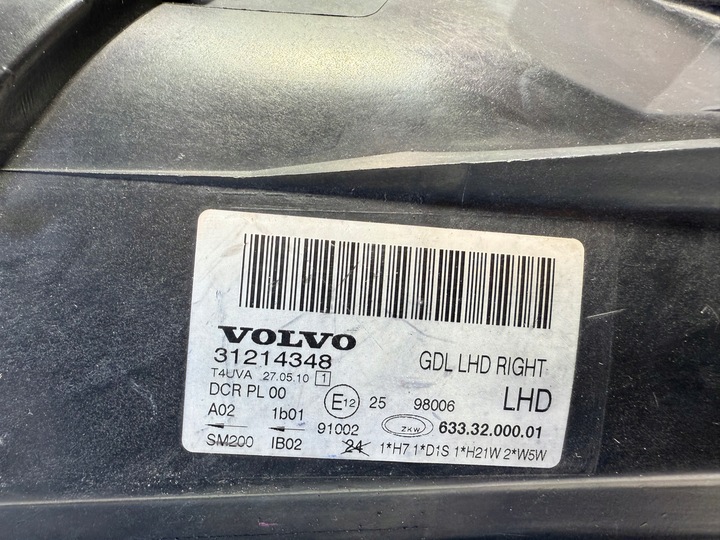 VOLVO
31214348
GDL LHD RIGHT
T4UVA 27.05.10 1
LHD
DCR PL 00
E12 25 98006
A02 1b01
91002 ZKW 633.32.000.01
SM200 IB02 24 1*H7 1*D1S 1*H21W 2*W5W